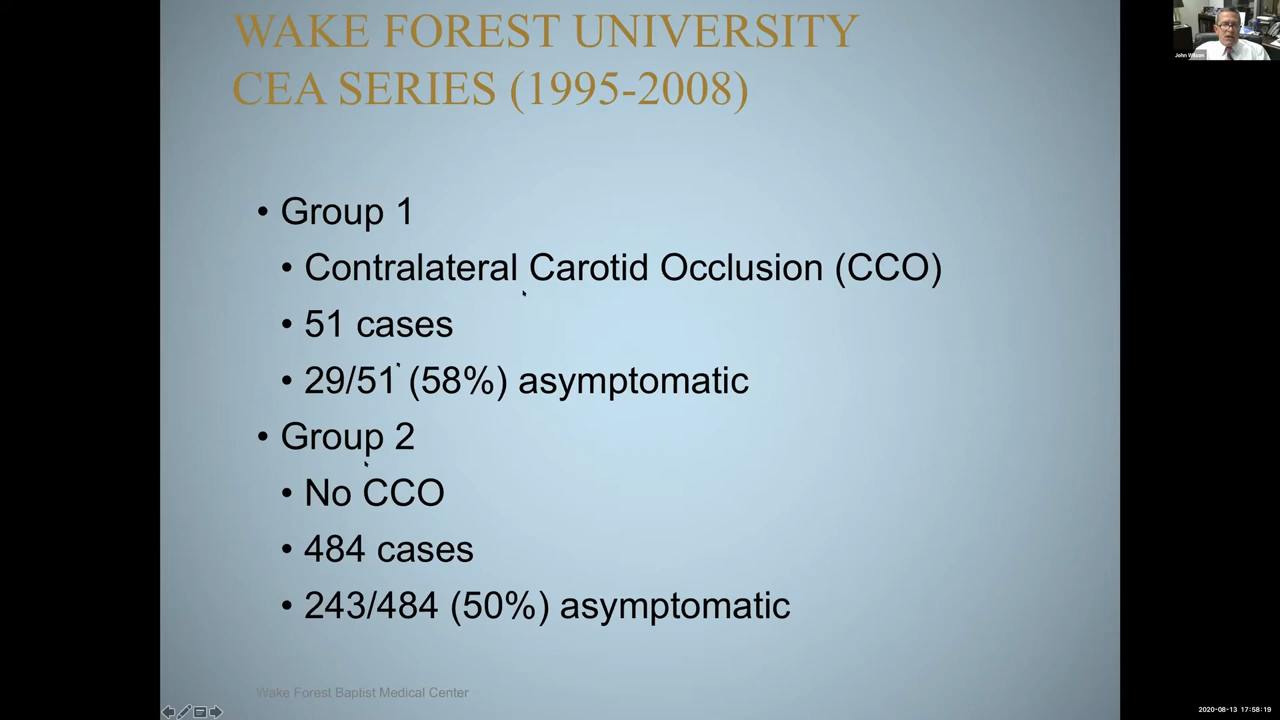 WAKE FOREST UNIVERSITY
CEA SERIES (1995-2008)
• Group 1
• Contralateral Carotid Occlusion (CCO)
• 51 cases
• 29/51 (58%) asymptomatic
• Group 2
• No CCO
• 484 cases
• 243/484 (50%) asymptomatic
Wake Forest Baptist Medical Center
John Wilson
2020-08-13 17:58:19